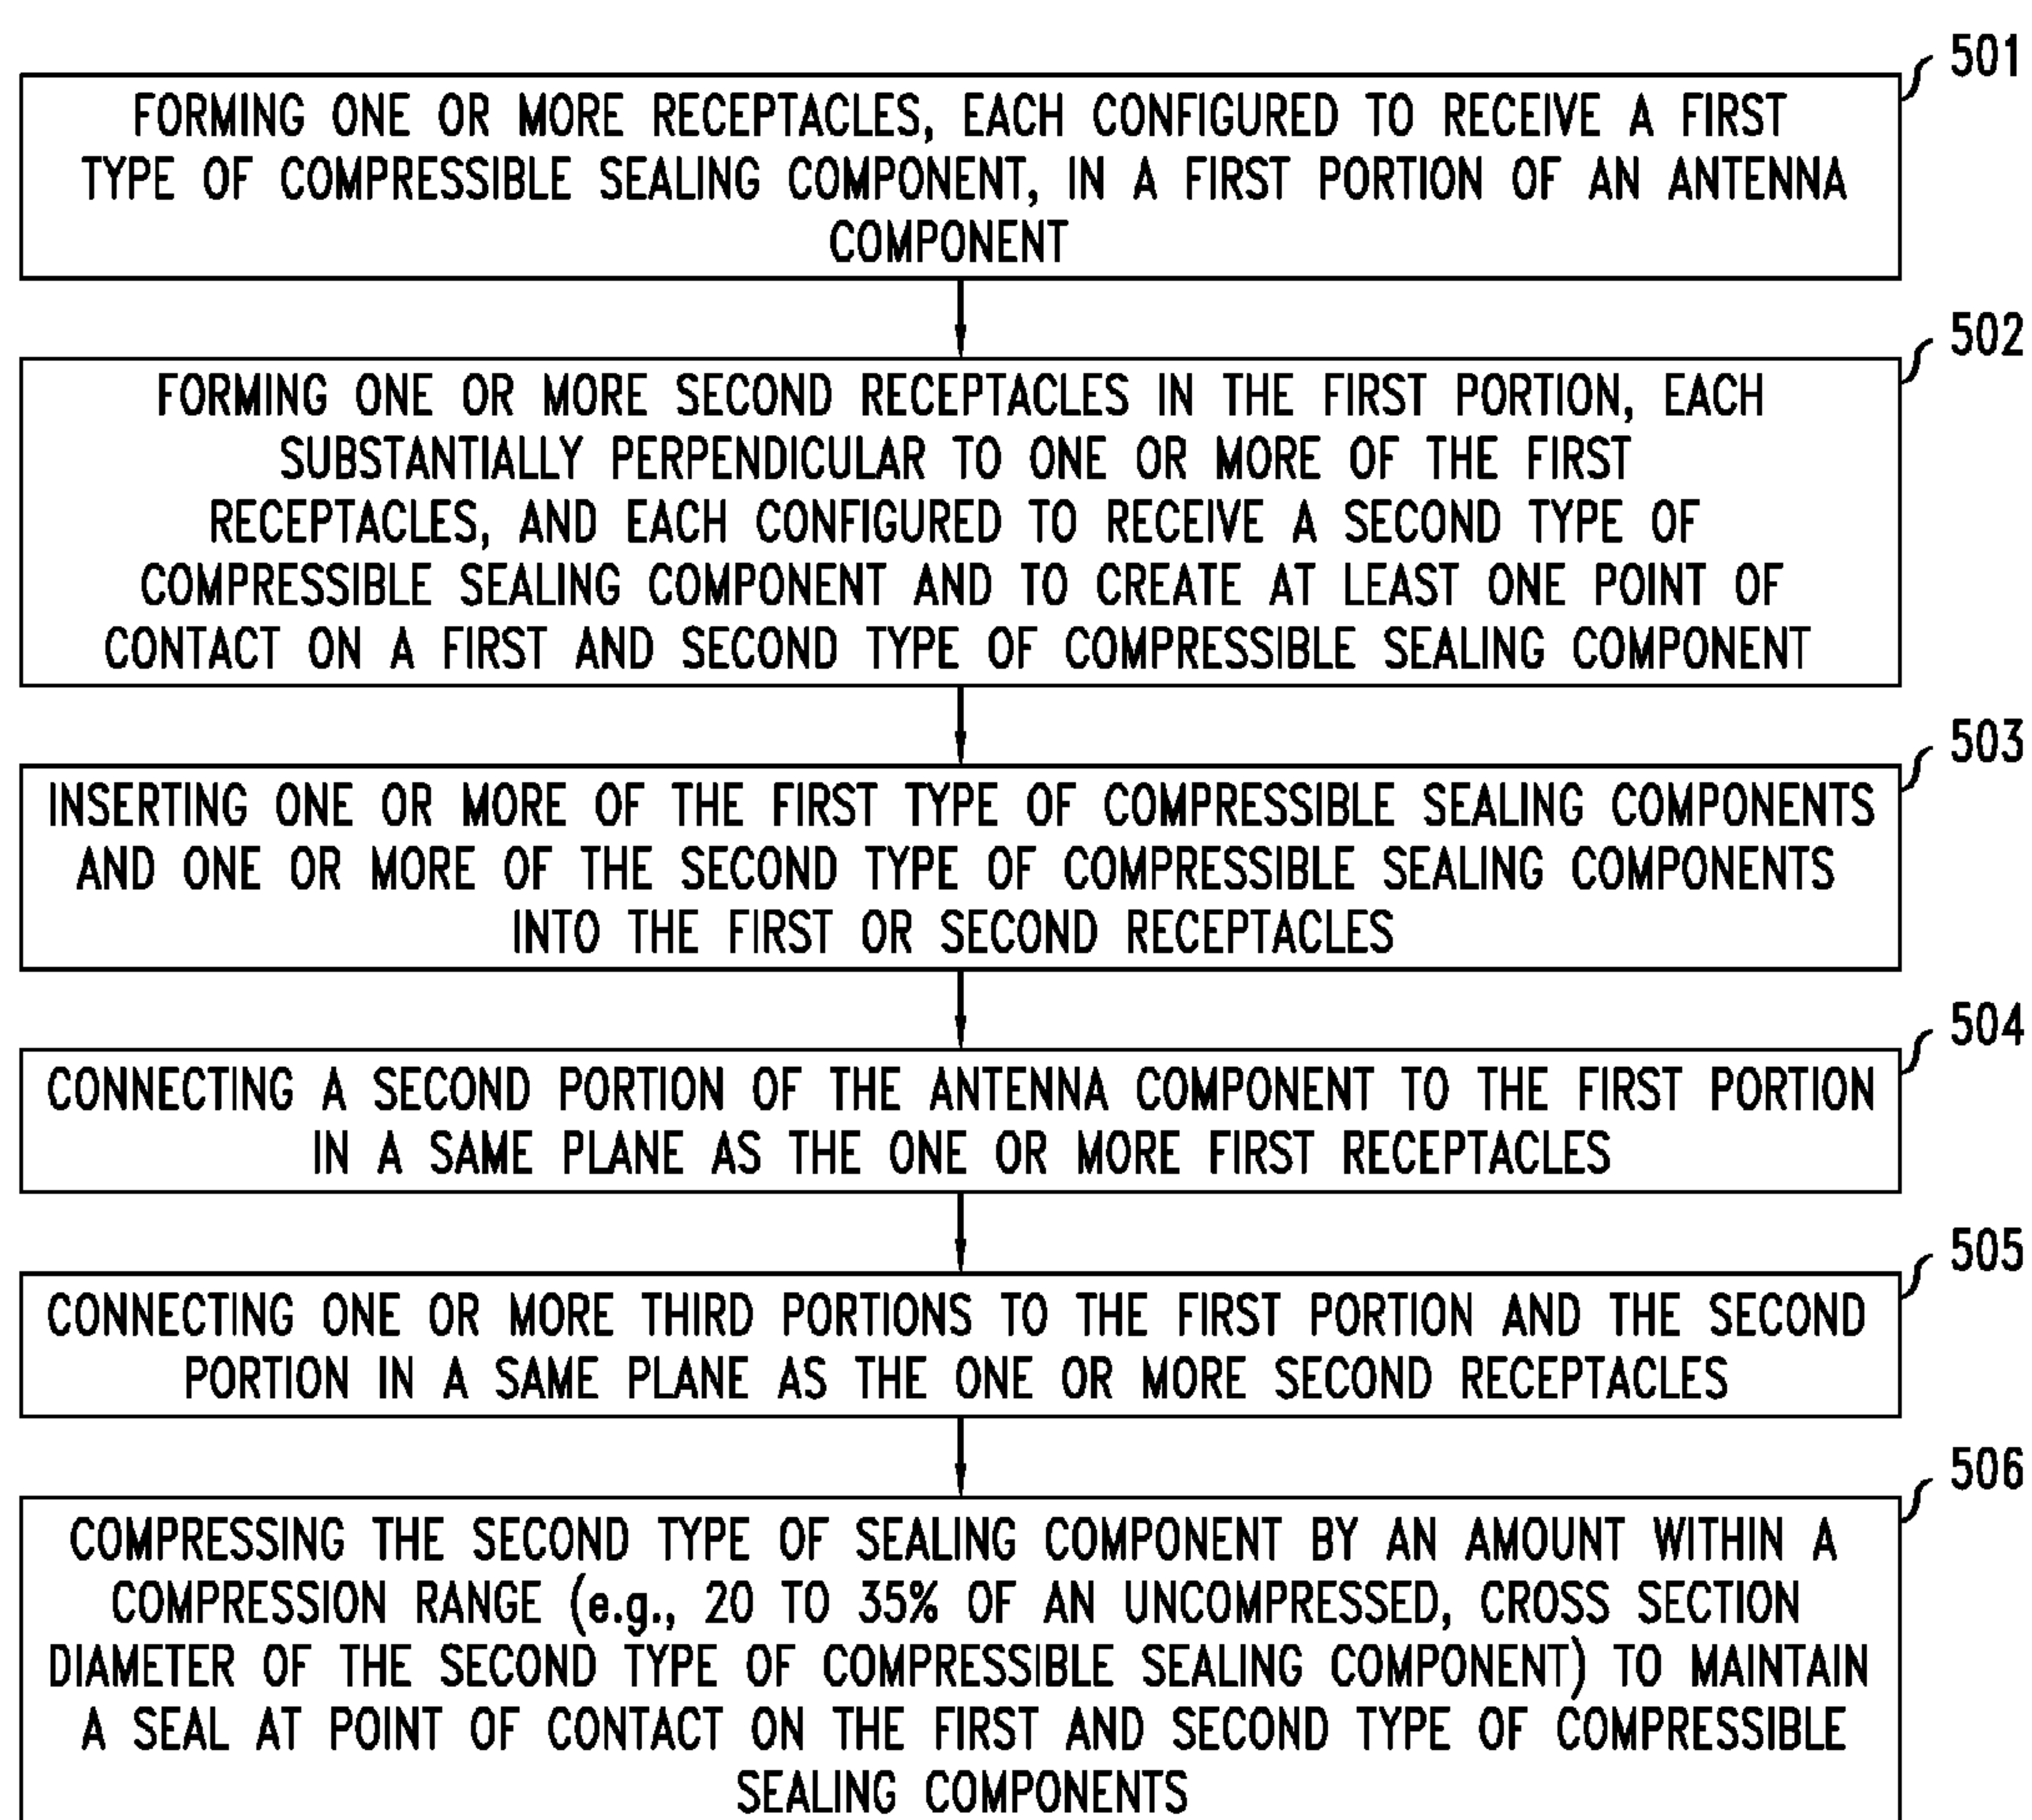 501
FORMING ONE OR MORE RECEPTACLES, EACH CONFIGURED TO RECEIVE A FIRST
TYPE OF COMPRESSIBLE SEALING COMPONENT, IN A FIRST PORTION OF AN ANTENNA
COMPONENT
502
FORMING ONE OR MORE SECOND RECEPTACLES IN THE FIRST PORTION, EACH
SUBSTANTIALLY PERPENDICULAR TO ONE OR MORE OF THE FIRST
RECEPTACLES, AND EACH CONFIGURED TO RECEIVE A SECOND TYPE OF
COMPRESSIBLE SEALING COMPONENT AND TO CREATE AT LEAST ONE POINT OF
CONTACT ON A FIRST AND SECOND TYPE OF COMPRESSIBLE SEALING COMPONENT
503
INSERTING ONE OR MORE OF THE FIRST TYPE OF COMPRESSIBLE SEALING COMPONENTS
AND ONE OR MORE OF THE SECOND TYPE OF COMPRESSIBLE SEALING COMPONENTS
INTO THE FIRST OR SECOND RECEPTACLES
504
CONNECTING A SECOND PORTION OF THE ANTENNA COMPONENT TO THE FIRST PORTION
IN A SAME PLANE AS THE ONE OR MORE FIRST RECEPTACLES
505
CONNECTING ONE OR MORE THIRD PORTIONS TO THE FIRST PORTION AND THE SECOND
PORTION IN A SAME PLANE AS THE ONE OR MORE SECOND RECEPTACLES
506
COMPRESSING THE SECOND TYPE OF SEALING COMPONENT BY AN AMOUNT WITHIN A
COMPRESSION RANGE (e.g., 20 TO 35% OF AN UNCOMPRESSED, CROSS SECTION
DIAMETER OF THE SECOND TYPE OF COMPRESSIBLE SEALING COMPONENT) TO MAINTAIN
A SEAL AT POINT OF CONTACT ON THE FIRST AND SECOND TYPE OF COMPRESSIBLE
SEALING COMPONENTS